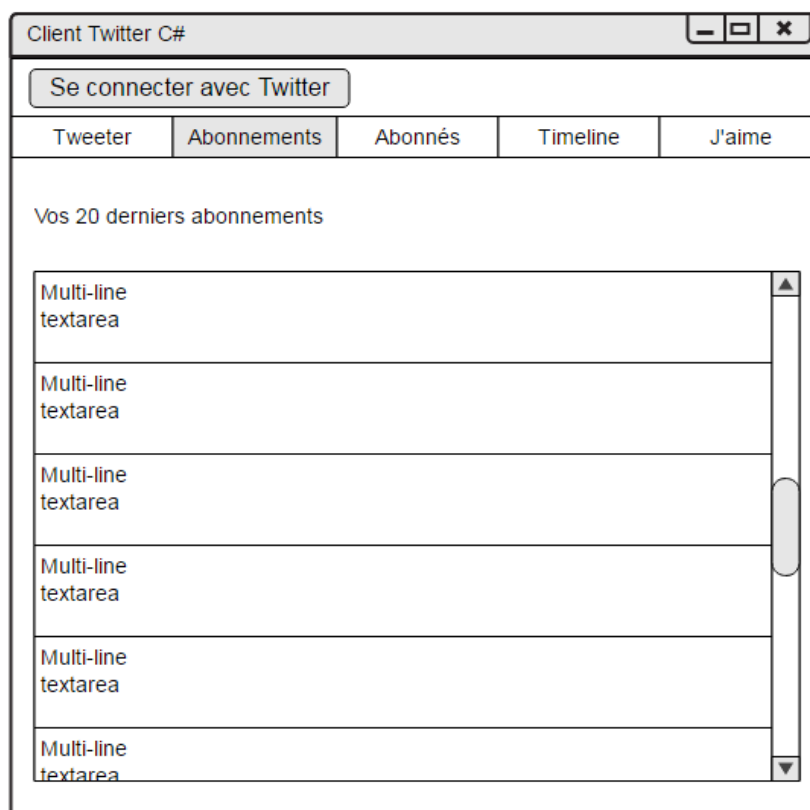 Client Twitter C#
Se connecter avec Twitter
Tweeter Abonnements Abonnés Timeline J'aime
Vos 20 derniers abonnements
Multi-line
textarea
Multi-line
textarea
Multi-line
textarea
Multi-line
textarea
Multi-line
textarea
Multi-line
textarea